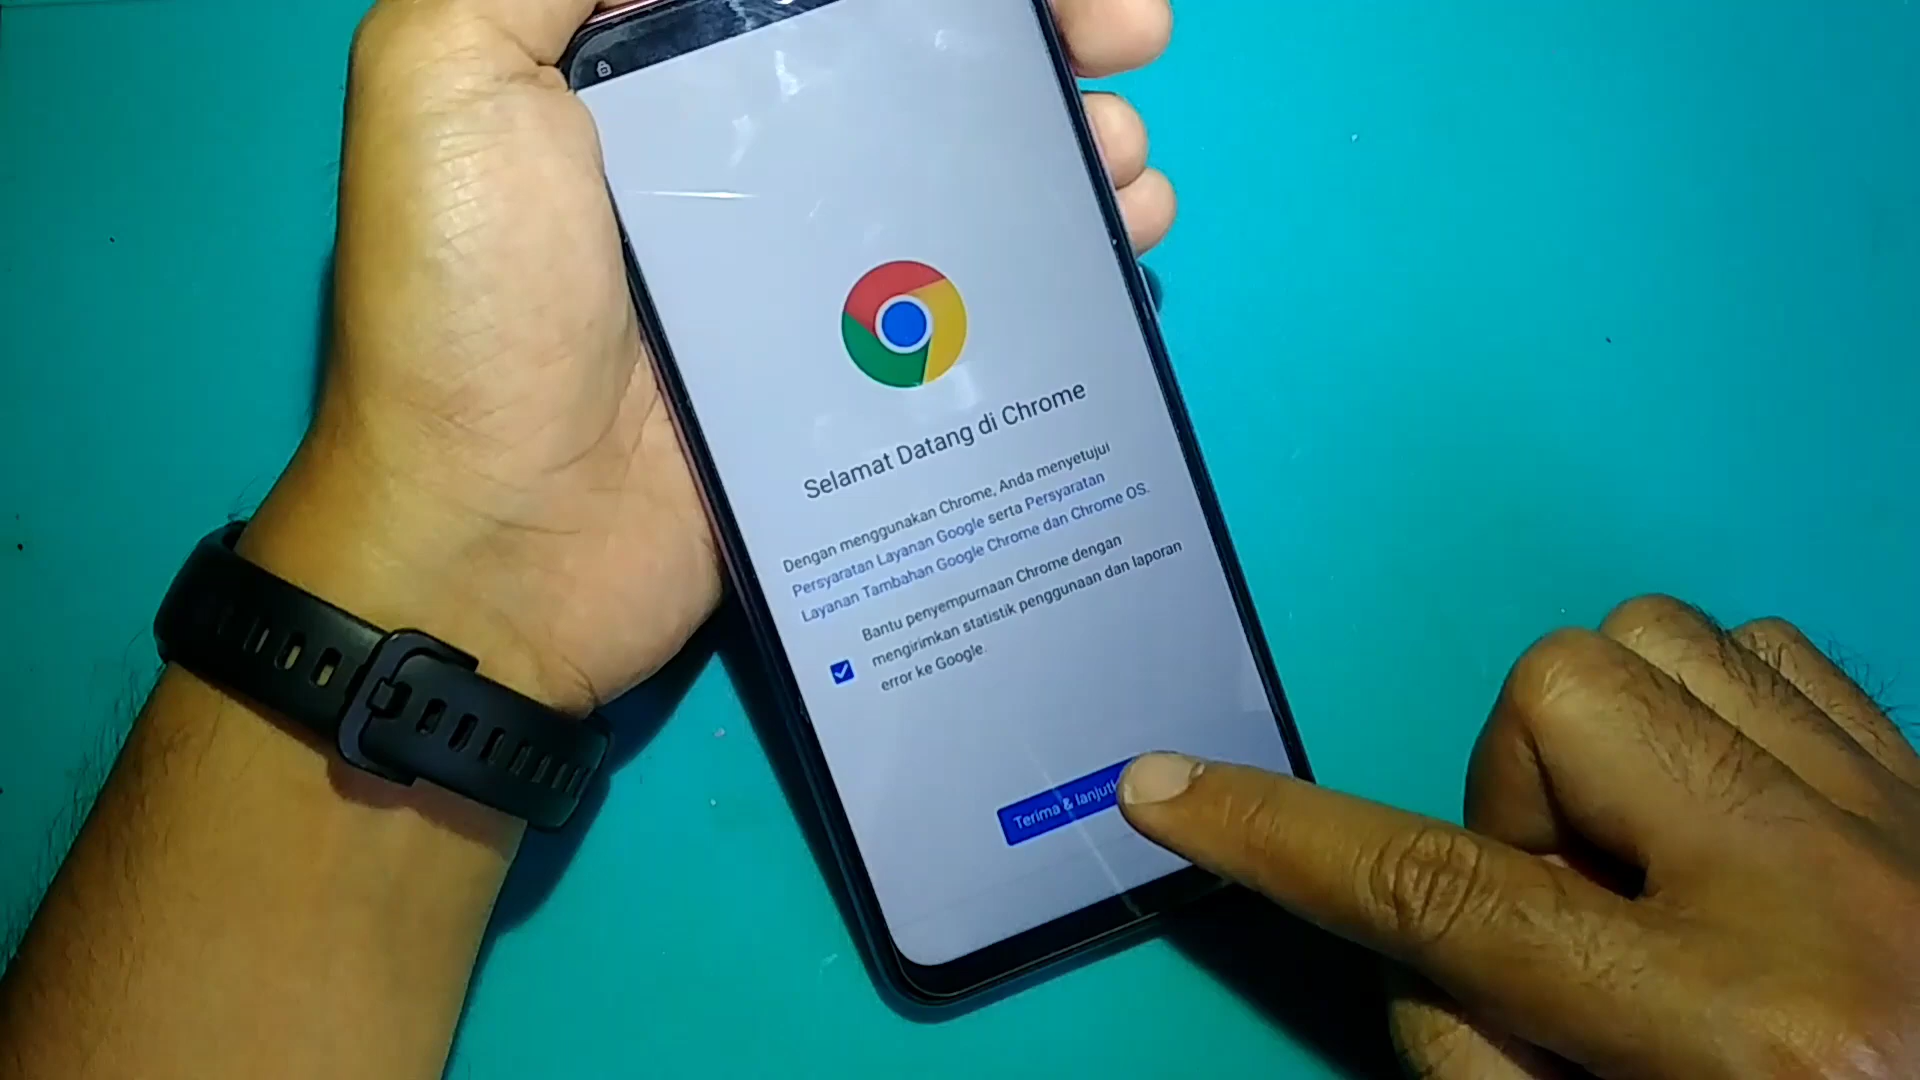 Selamat Datang di Chrome
Dengan menggunakan Chrome, Anda menyetujui
Persyaratan Layanan Google serta Persyaratan
Layanan Tambahan Google Chrome dan Chrome OS.
Bantu penyempurnaan Chrome dengan
mengirimkan statistik penggunaan dan laporan
error ke Google.
Terima & lanjutk